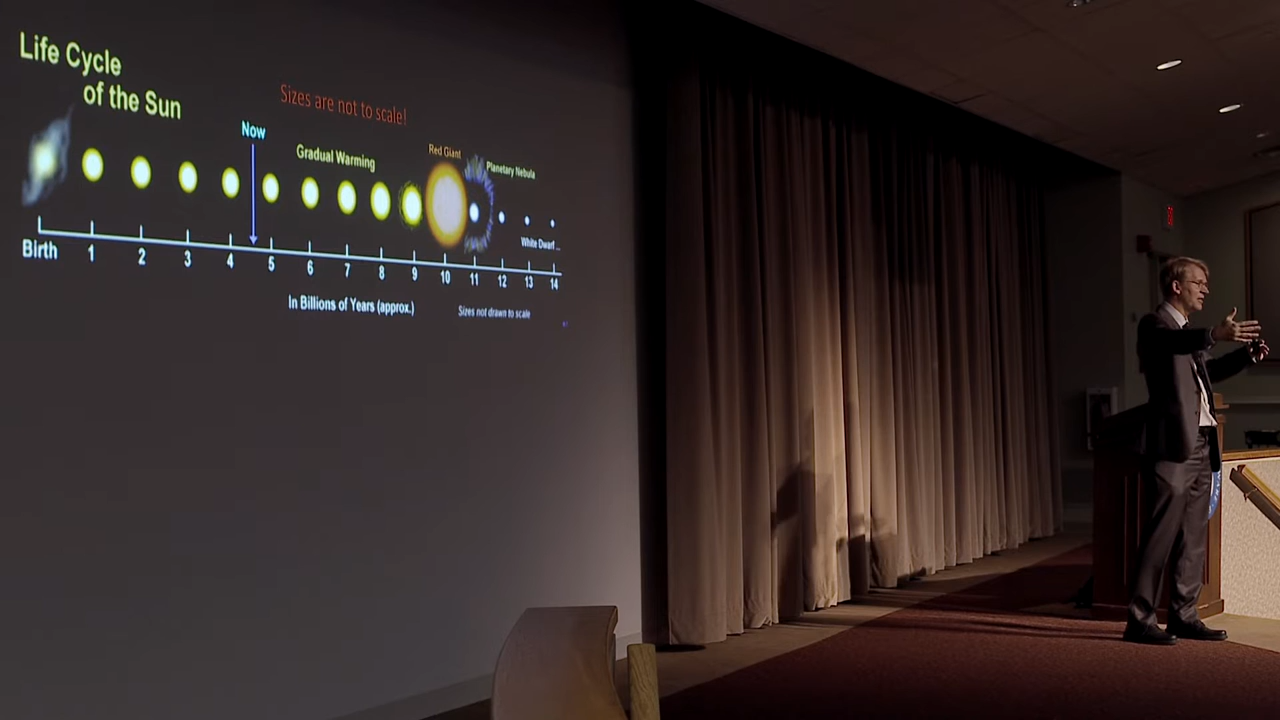 Life Cycle
of the Sun
Sizes are not to scale!
Now
Gradual Warming
Red Giant
Planetary Nebula
White Dwarf ...
Birth 1 2 3 4 5 6 7 8 9 10 11 12 13 14
In Billions of Years (approx.)
Sizes not drawn to scale